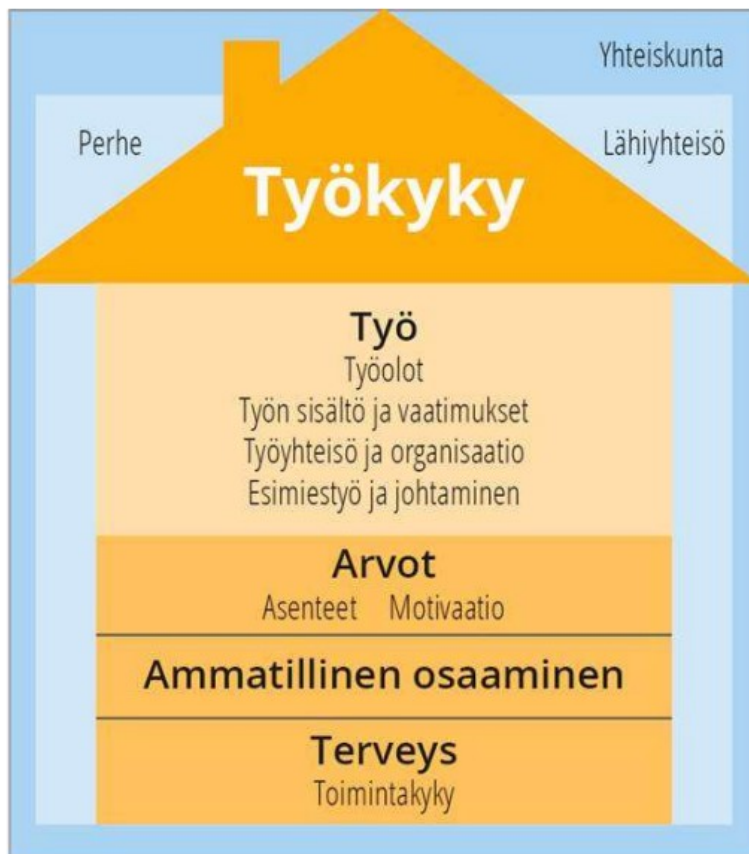 Yhteiskunta
Perhe
Lähiyhteisö
Työkyky
Työ
Työolot
Työn sisältö ja vaatimukset
Työyhteisö ja organisaatio
Esimiestyö ja johtaminen
Arvot
Asenteet Motivaatio
Ammatillinen osaaminen
Terveys
Toimintakyky